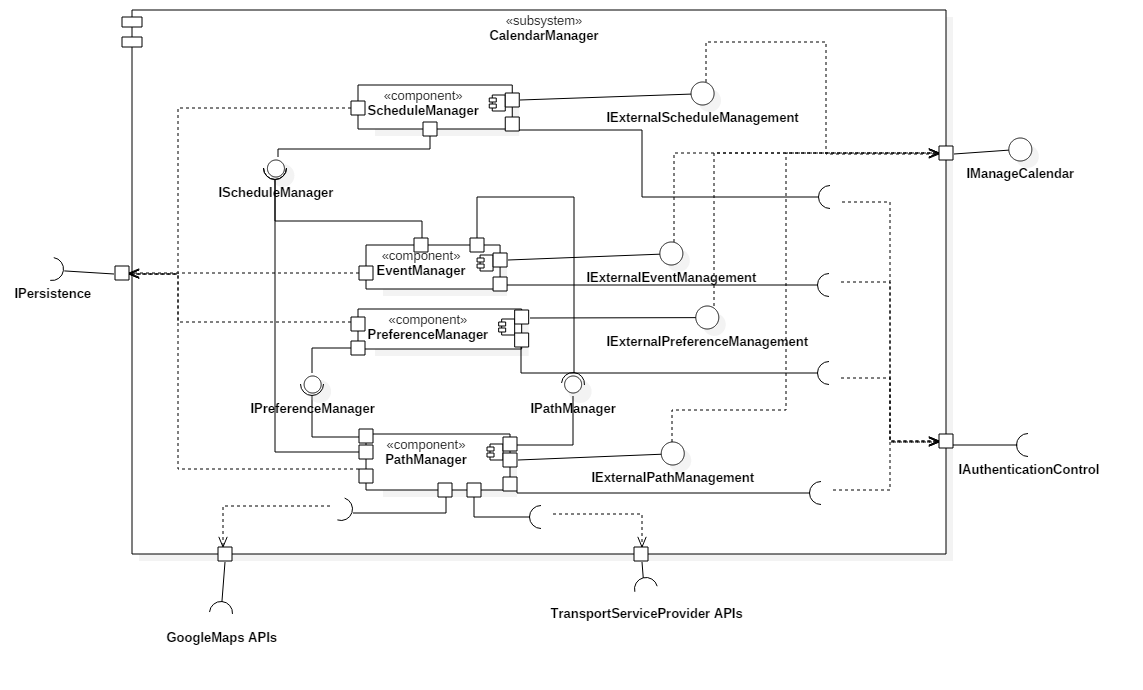 «subsystem»
CalendarManager
«component»
ScheduleManager
IExternalScheduleManagement
IManageCalendar
IScheduleManager
«component»
EventManager
IExternalEventManagement
IPersistence
«component»
PreferenceManager
IExternalPreferenceManagement
IPreferenceManager
IPathManager
«component»
PathManager
IExternalPathManagement
IAuthenticationControl
TransportServiceProvider APIs
GoogleMaps APIs